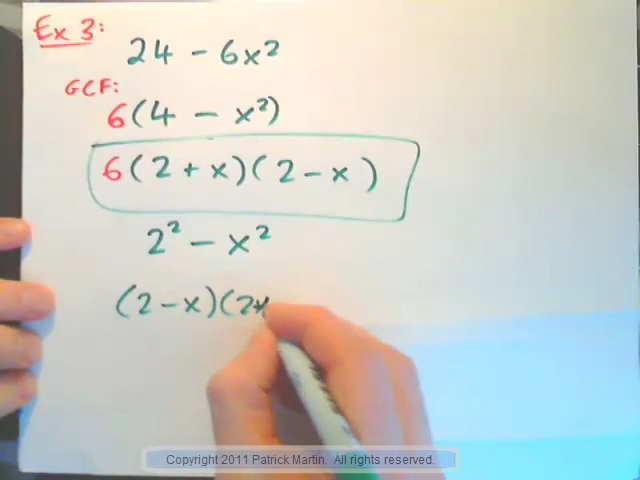 Ex 3:
24 - 6x²
GCF:
6(4 - x²)
6(2 + x)(2 - x)
2² - x²
(2 - x)(2+
Copyright 2011 Patrick Martin. All rights reserved.